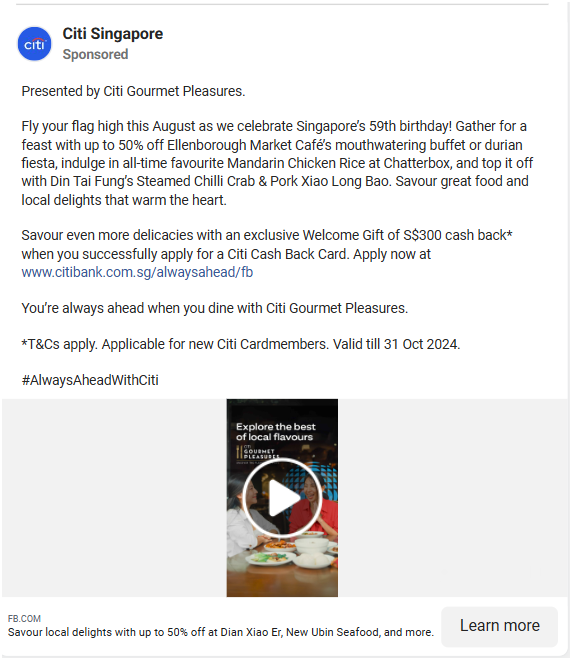 citi
Citi Singapore
Sponsored
Presented by Citi Gourmet Pleasures.
Fly your flag high this August as we celebrate Singapore's 59th birthday! Gather for a
feast with up to 50% off Ellenborough Market Café's mouthwatering buffet or durian
fiesta, indulge in all-time favourite Mandarin Chicken Rice at Chatterbox, and top it off
with Din Tai Fung's Steamed Chilli Crab & Pork Xiao Long Bao. Savour great food and
local delights that warm the heart.
Savour even more delicacies with an exclusive Welcome Gift of S$300 cash back*
when you successfully apply for a Citi Cash Back Card. Apply now at
www.citibank.com.sg/alwaysahead/fb
You're always ahead when you dine with Citi Gourmet Pleasures.
*T&Cs apply. Applicable for new Citi Cardmembers. Valid till 31 Oct 2024.
#AlwaysAheadWithCiti
Explore the best
of local flavours
CITI
GOURMET
PLEASURES
FB.COM
Savour local delights with up to 50% off at Dian Xiao Er, New Ubin Seafood, and more.
Learn more